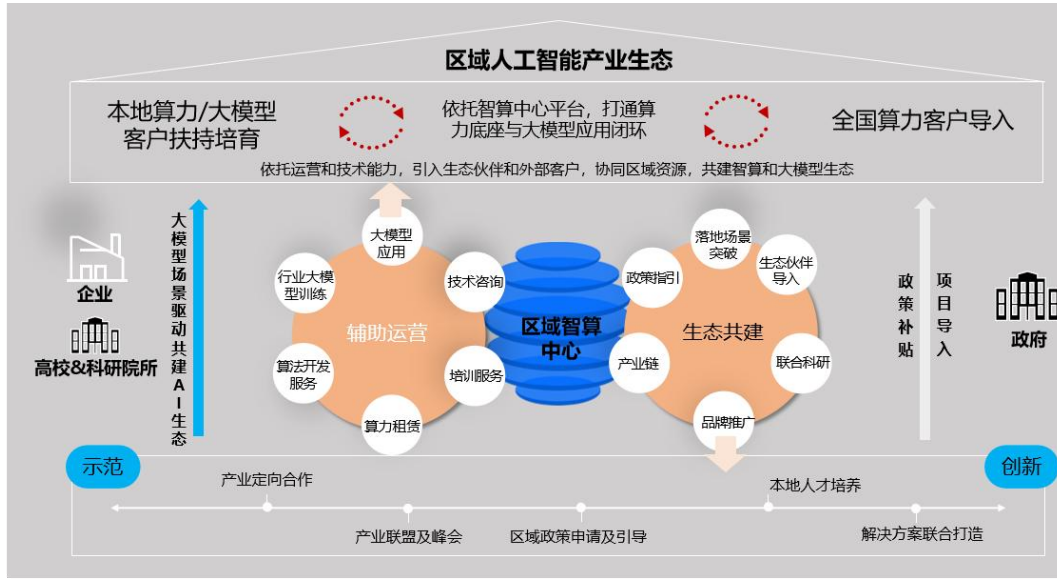 区域人工智能产业生态
本地算力/大模型
客户扶持培育
依托智算中心平台，打通算
力底座与大模型应用闭环
全国算力客户导入
依托运营和技术能力，引入生态伙伴和外部客户，协同区域资源，共建智算和大模型生态
企业
高校&科研院所
大模型场景驱动共建AI生态
大模型
应用
行业大模
型训练
技术咨询
辅助运营
算法开发
服务
培训服务
算力租赁
区域智算
中心
落地场景
突破
政策指引
生态伙伴
导入
生态共建
产业链
联合科研
品牌推广
政策补贴
项目导入
政府
示范
创新
产业定向合作
本地人才培养
产业联盟及峰会
区域政策申请及引导
解决方案联合打造